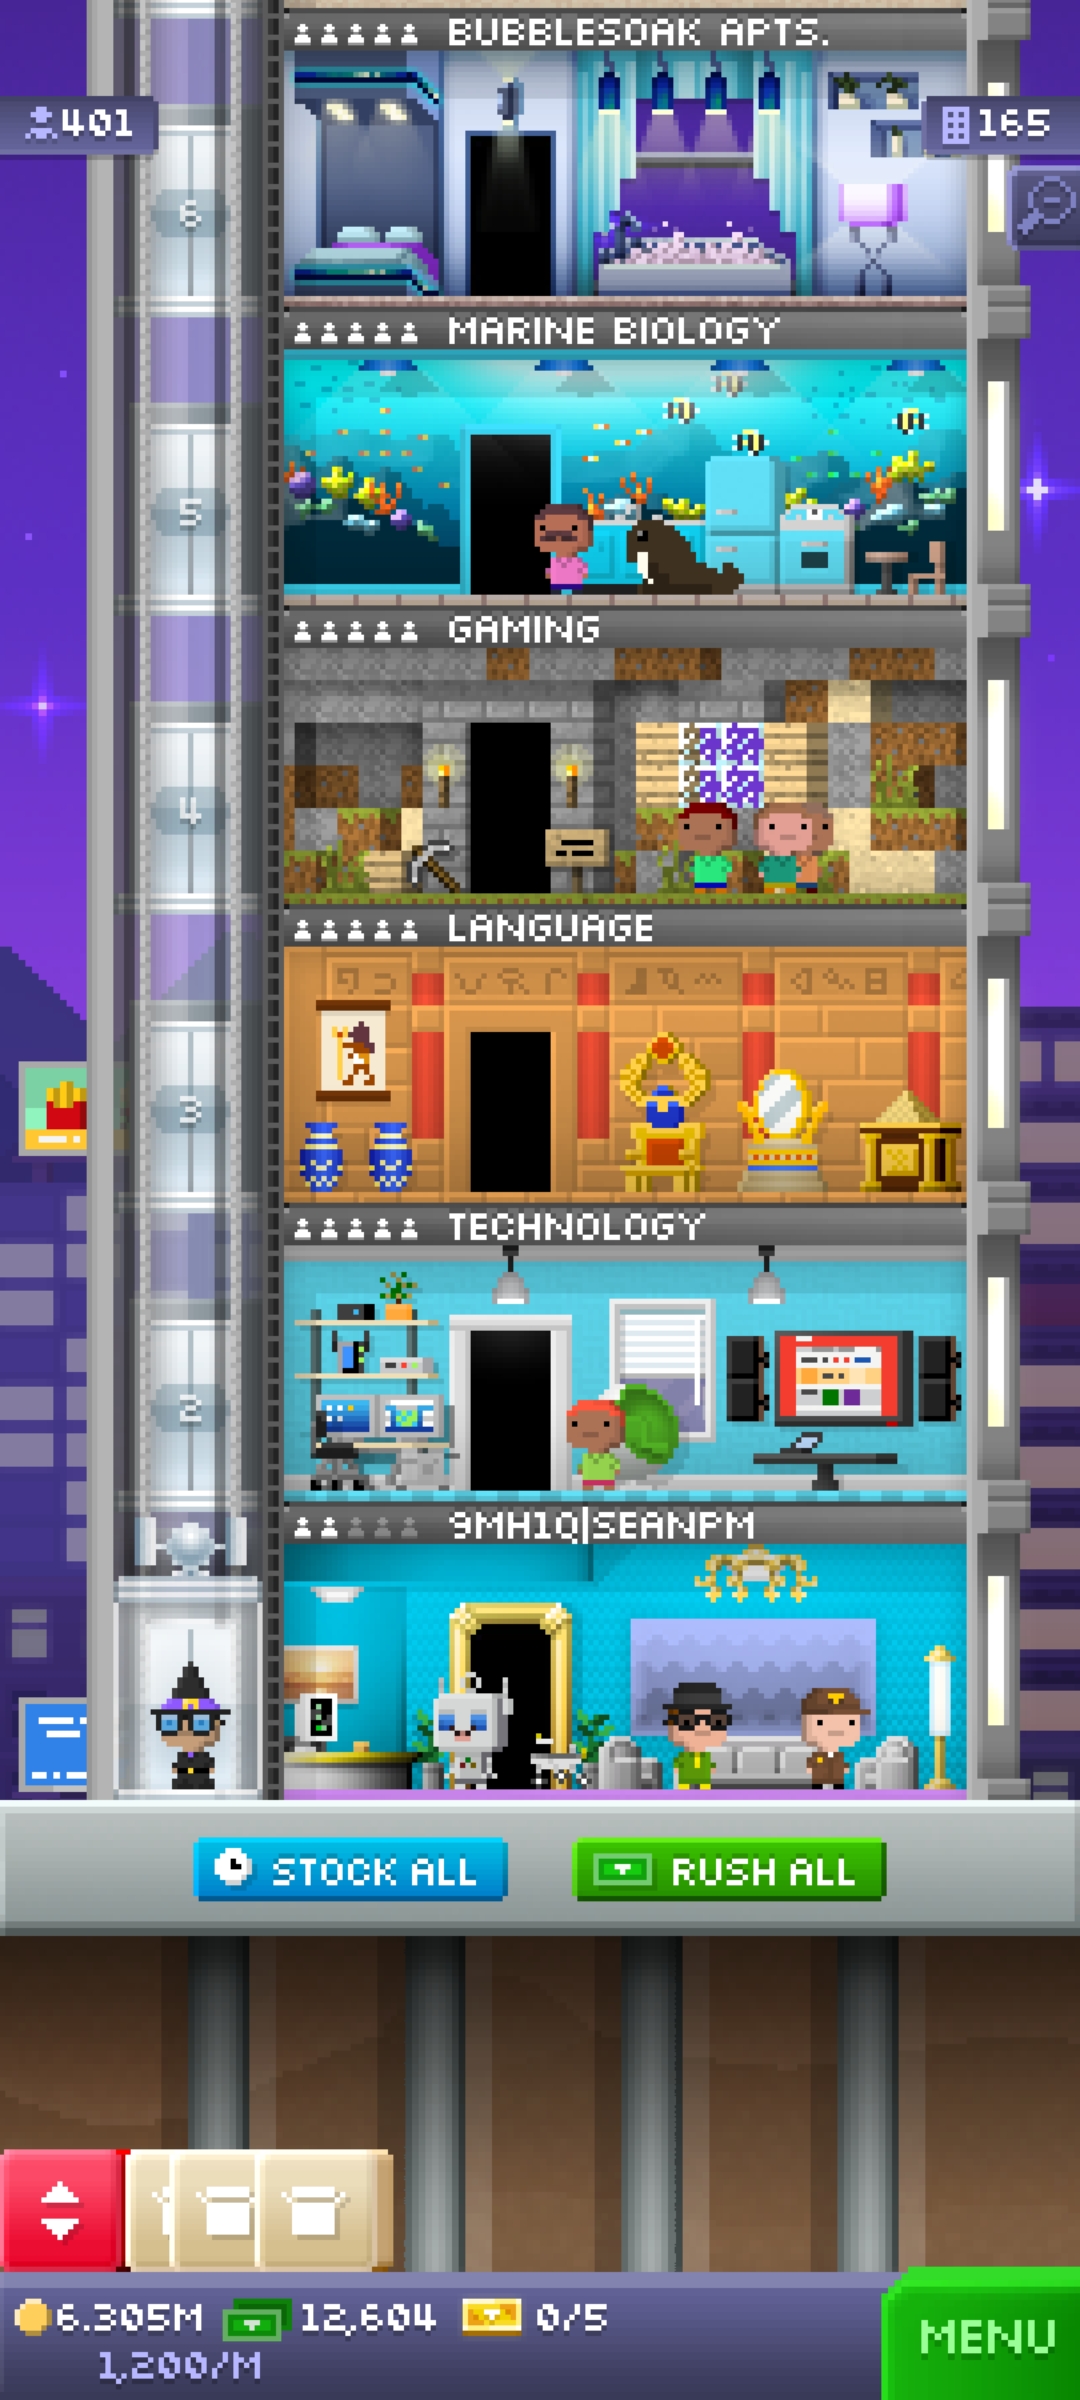 BUBBLESOAK APTS.
401
165
6
MARINE BIOLOGY
5
GAMING
4
LANGUAGE
3
TECHNOLOGY
2
9MH1Q|SEANPM
STOCK ALL
RUSH ALL
6.305M
12,604
0/5
1,200/M
MENU